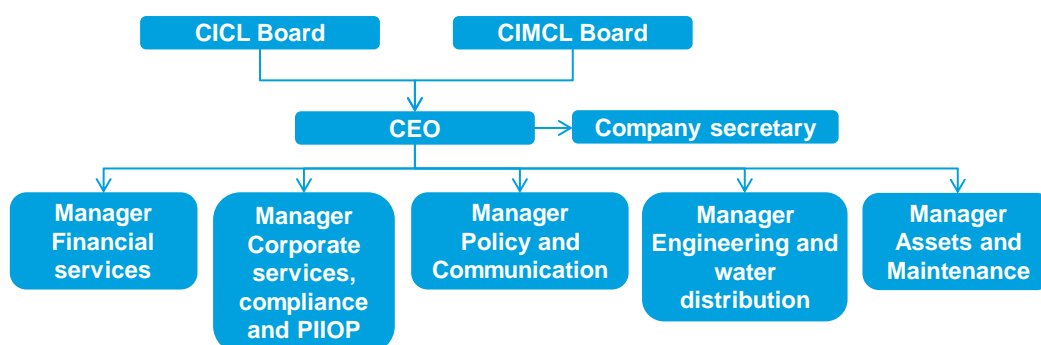 CICL Board
CIMCL Board
CEO
Company secretary
Manager
Financial
services
Manager
Corporate
services,
compliance
and PIIOP
Manager
Policy and
Communication
Manager
Engineering and
water
distribution
Manager
Assets and
Maintenance